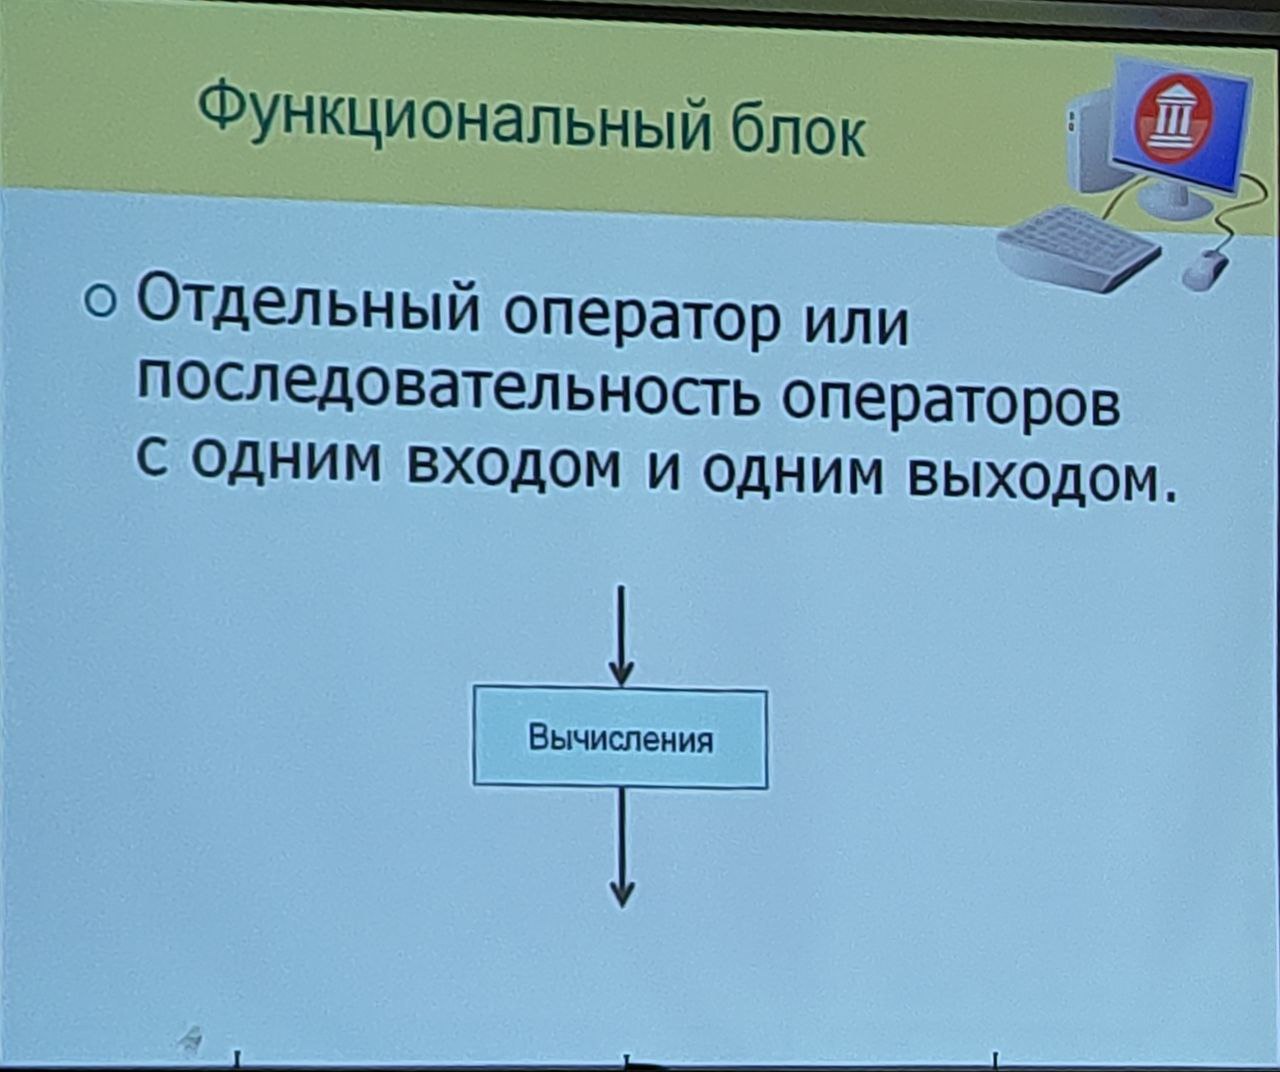 Функциональный блок
Отдельный оператор или
последовательность операторов
с одним входом и одним выходом.
Вычисления